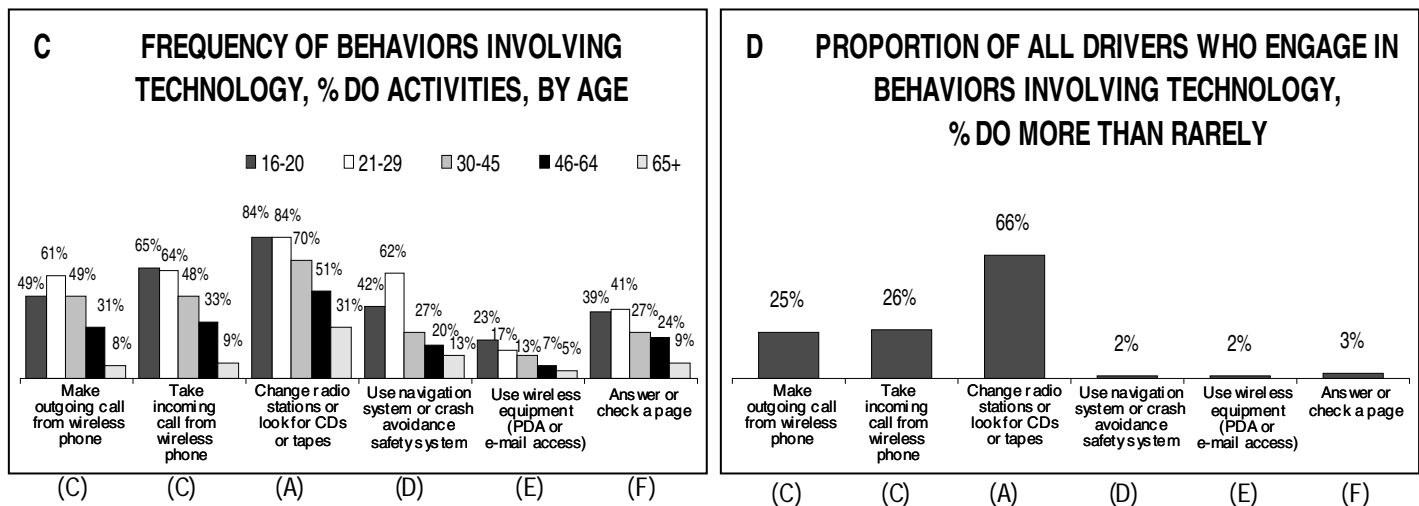 C FREQUENCY OF BEHAVIORS INVOLVING
TECHNOLOGY, % DO ACTIVITIES, BY AGE
16-20 21-29 30-45 46-64 65+
49% 61% 49% 31% 8%
65% 64% 48% 33% 9%
84% 84% 70% 51% 31%
42% 62% 27% 20% 13%
23% 17% 13% 7% 5%
39% 41% 27% 24% 9%
Make
outgoing call
from wireless
phone
Take
incoming
call from
wireless
phone
Change radio
stations or
look for CDs
or tapes
Use navigation
system or crash
avoidance
safety system
Use wireless
equipment
(PDA or
e-mail access)
Answer or
check a page
(C) (C) (A) (D) (E) (F)
D PROPORTION OF ALL DRIVERS WHO ENGAGE IN
BEHAVIORS INVOLVING TECHNOLOGY,
% DO MORE THAN RARELY
25% 26% 66% 2% 2% 3%
Make
outgoing call
from wireless
phone
Take
incoming
call from
wireless
phone
Change radio
stations or
look for CDs
or tapes
Use navigation
system or crash
avoidance
safety system
Use wireless
equipment
(PDA or
e-mail access)
Answer or
check a page
(C) (C) (A) (D) (E) (F)